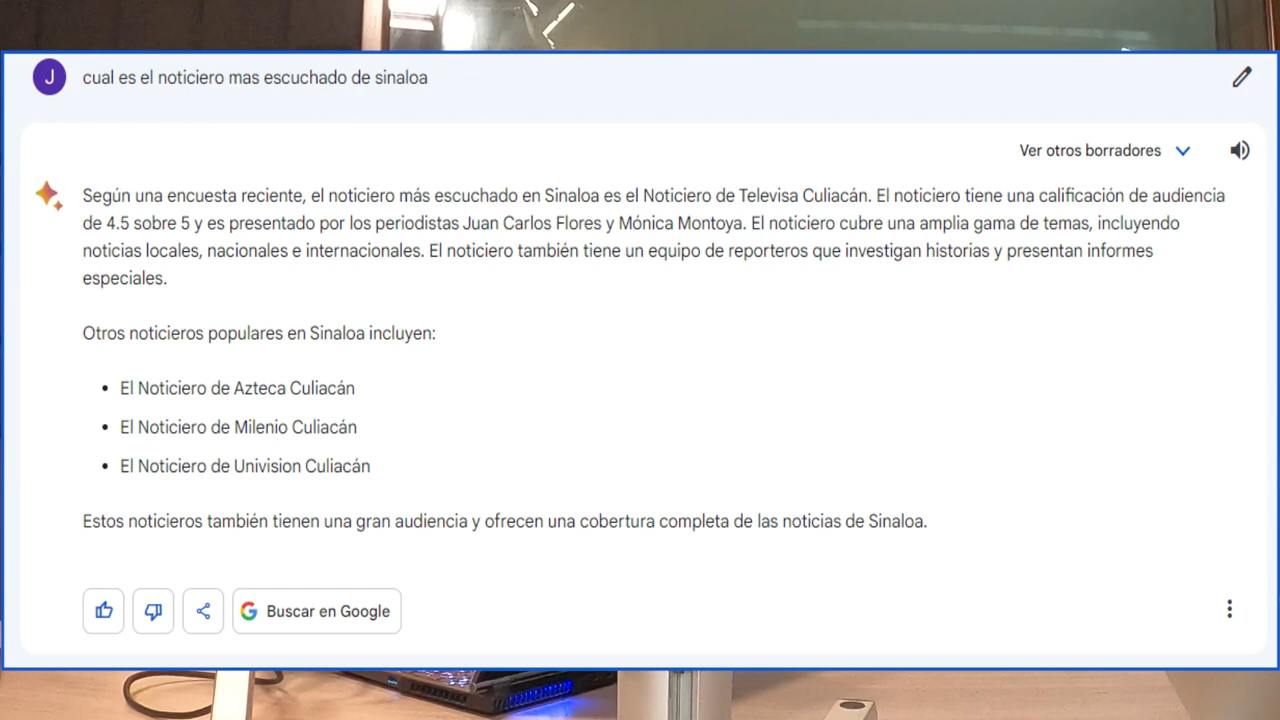 J
cual es el noticiero mas escuchado de sinaloa
Ver otros borradores
Según una encuesta reciente, el noticiero más escuchado en Sinaloa es el Noticiero de Televisa Culiacán. El noticiero tiene una calificación de audiencia
de 4.5 sobre 5 y es presentado por los periodistas Juan Carlos Flores y Mónica Montoya. El noticiero cubre una amplia gama de temas, incluyendo
noticias locales, nacionales e internacionales. El noticiero también tiene un equipo de reporteros que investigan historias y presentan informes
especiales.
Otros noticieros populares en Sinaloa incluyen:
• El Noticiero de Azteca Culiacán
• El Noticiero de Milenio Culiacán
• El Noticiero de Univision Culiacán
Estos noticieros también tienen una gran audiencia y ofrecen una cobertura completa de las noticias de Sinaloa.
G Buscar en Google